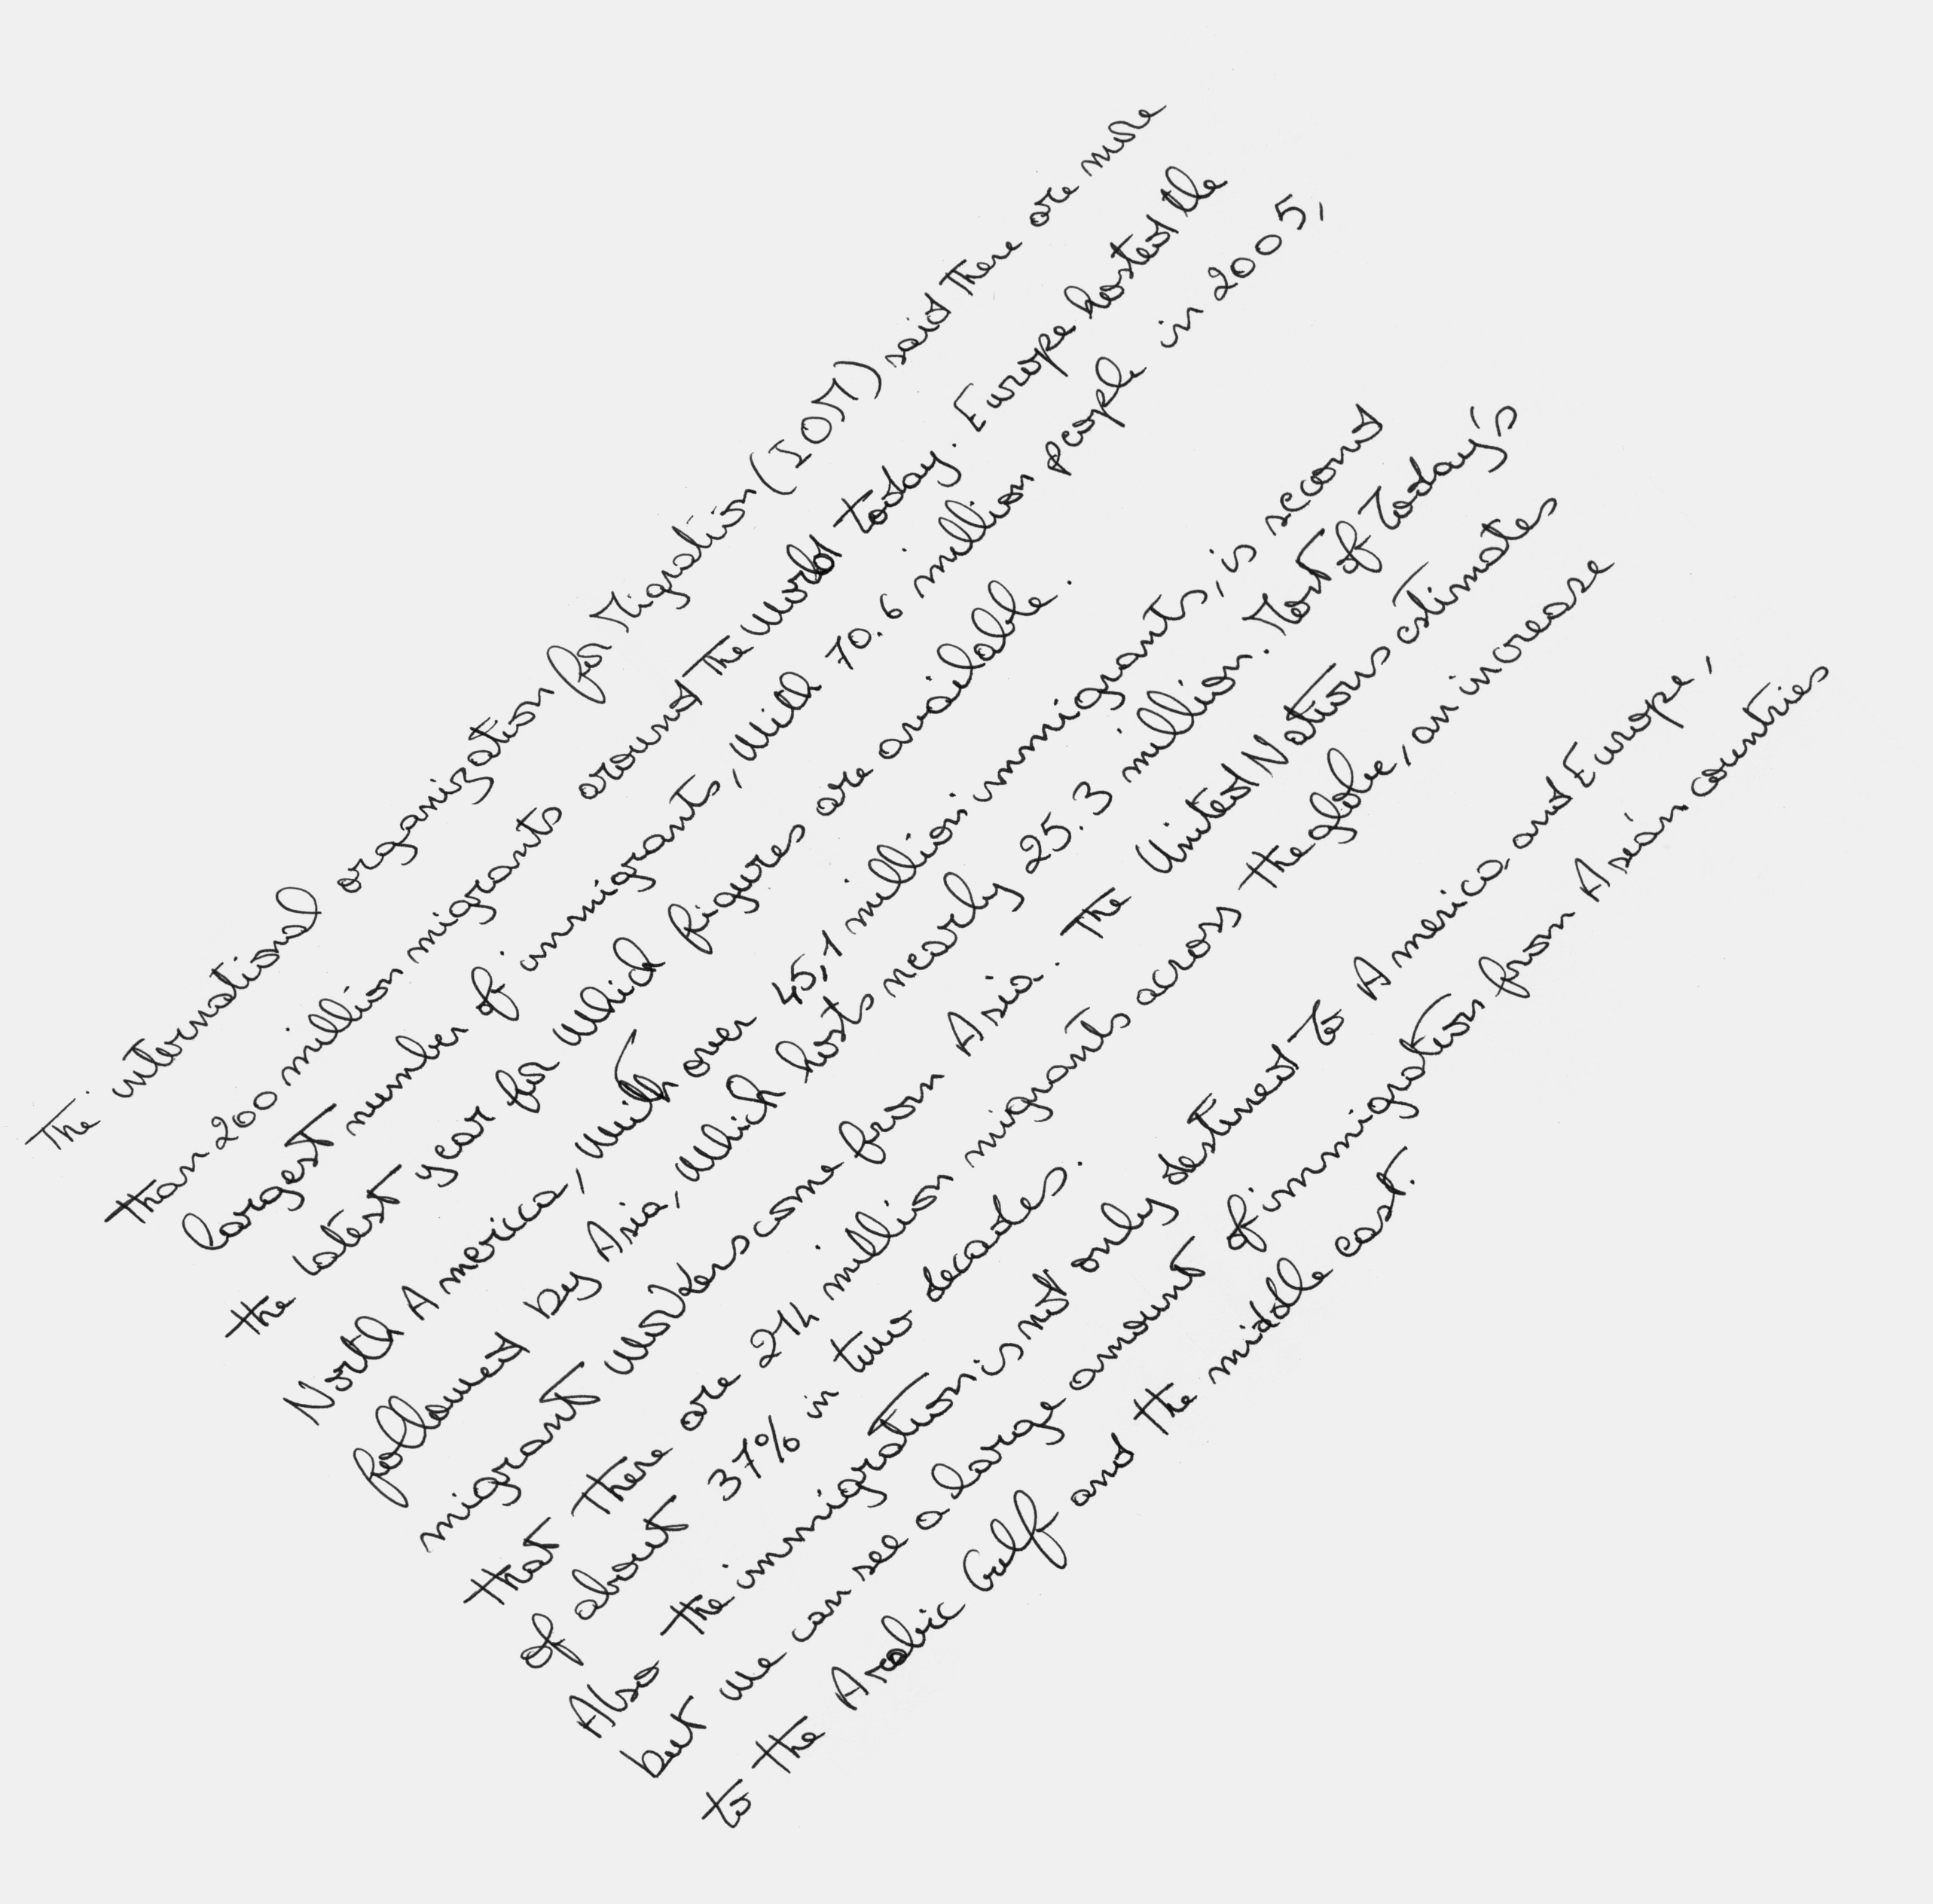 The international organization for Migration (IOM) said there are more
than 200 million migrants around the world today. Europe hosted the
largest number of immigrants, with 70.6 million people in 2005,
the latest year for which figures are available.
North America, with over 45,1 million immigrants, is second
followed by Asia, which hosts nearly 25.3 million. Most of today's
migrant workers come from Asia. The United Nations estimates
that there are 214 million migrants across the globe, an increase
of about 37% in two decades.
Also the immigration is not only destined to America and Europe,
but we can see a large amount of immigration from Asian countries
to the Arabic Gulf and the middle east.